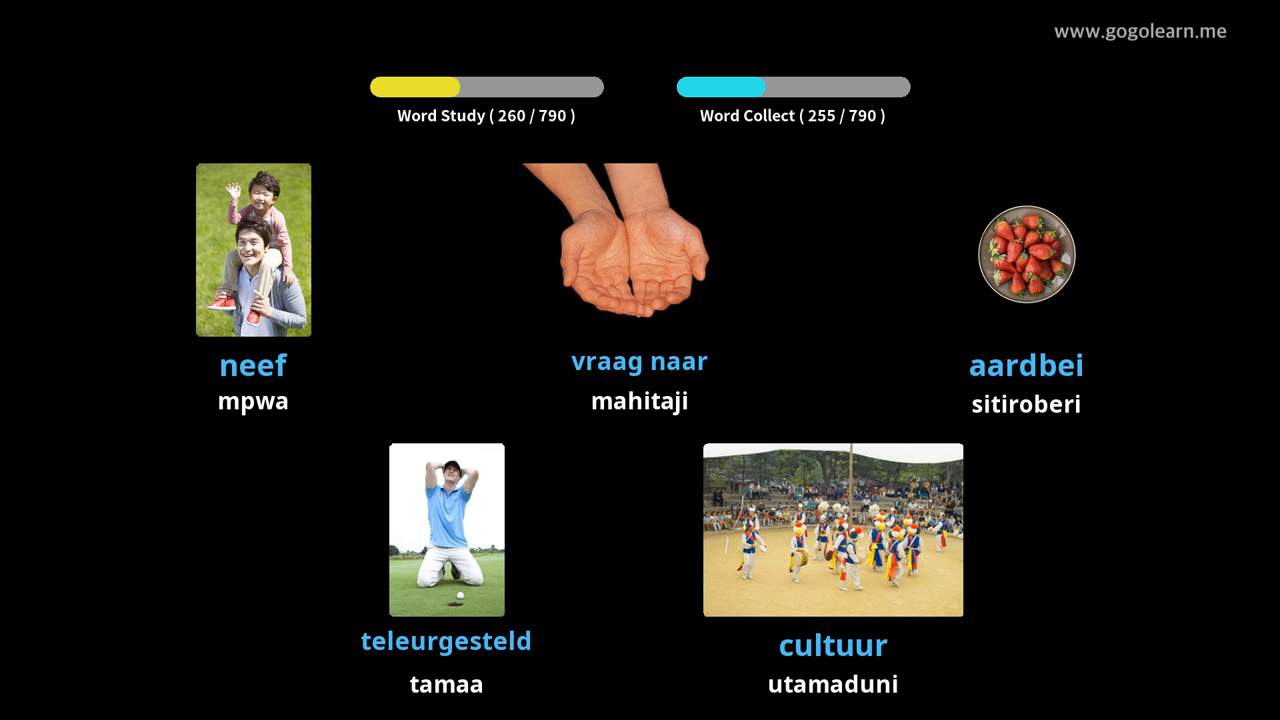 www.gogolearn.me
Word Study ( 260 / 790 )
Word Collect ( 255 / 790 )
neef
mpwa
vraag naar
mahitaji
aardbei
sitiroberi
teleurgesteld
tamaa
cultuur
utamaduni